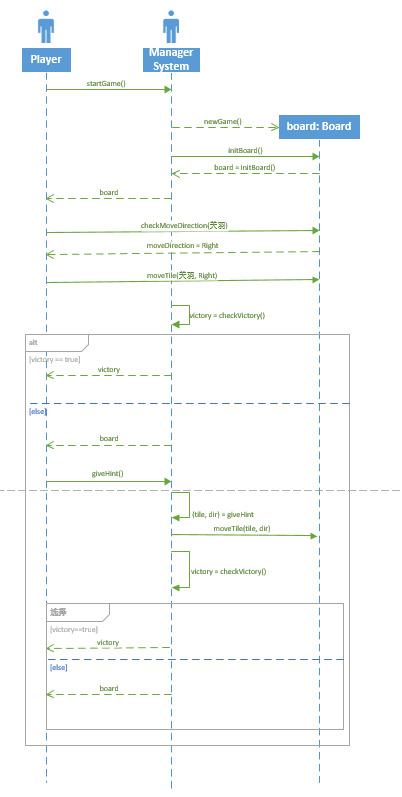 Player
Manager
System
startGame()
newGame()
board: Board
initBoard()
board = initBoard()
board
checkMoveDirection(关羽)
moveDirection = Right
moveTile(关羽, Right)
victory = checkVictory()
alt
[victory == true]
victory
[else]
board
giveHint()
(tile, dir) = giveHint
moveTile(tile, dir)
victory = checkVictory()
选择
[victory==true]
victory
[else]
board